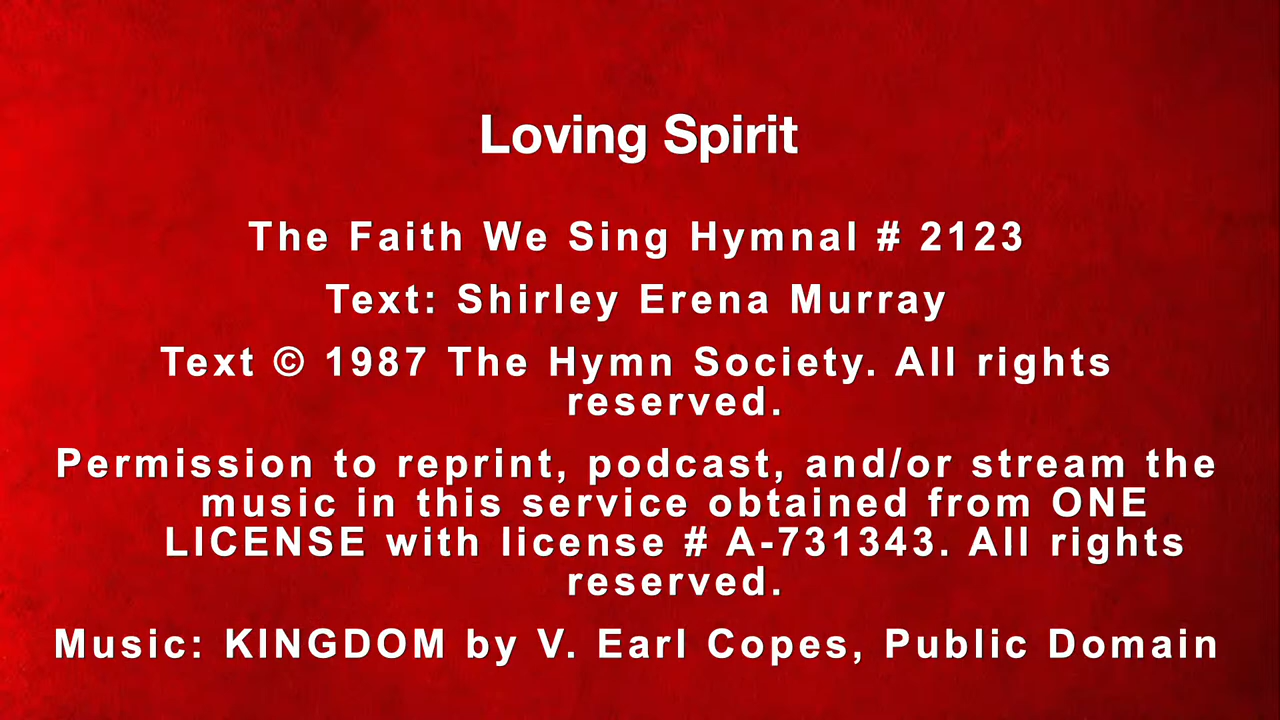 Loving Spirit
The Faith We Sing Hymnal # 2123
Text: Shirley Erena Murray
Text © 1987 The Hymn Society. All rights
reserved.
Permission to reprint, podcast, and/or stream the
music in this service obtained from ONE
LICENSE with license # A-731343. All rights
reserved.
Music: KINGDOM by V. Earl Copes, Public Domain